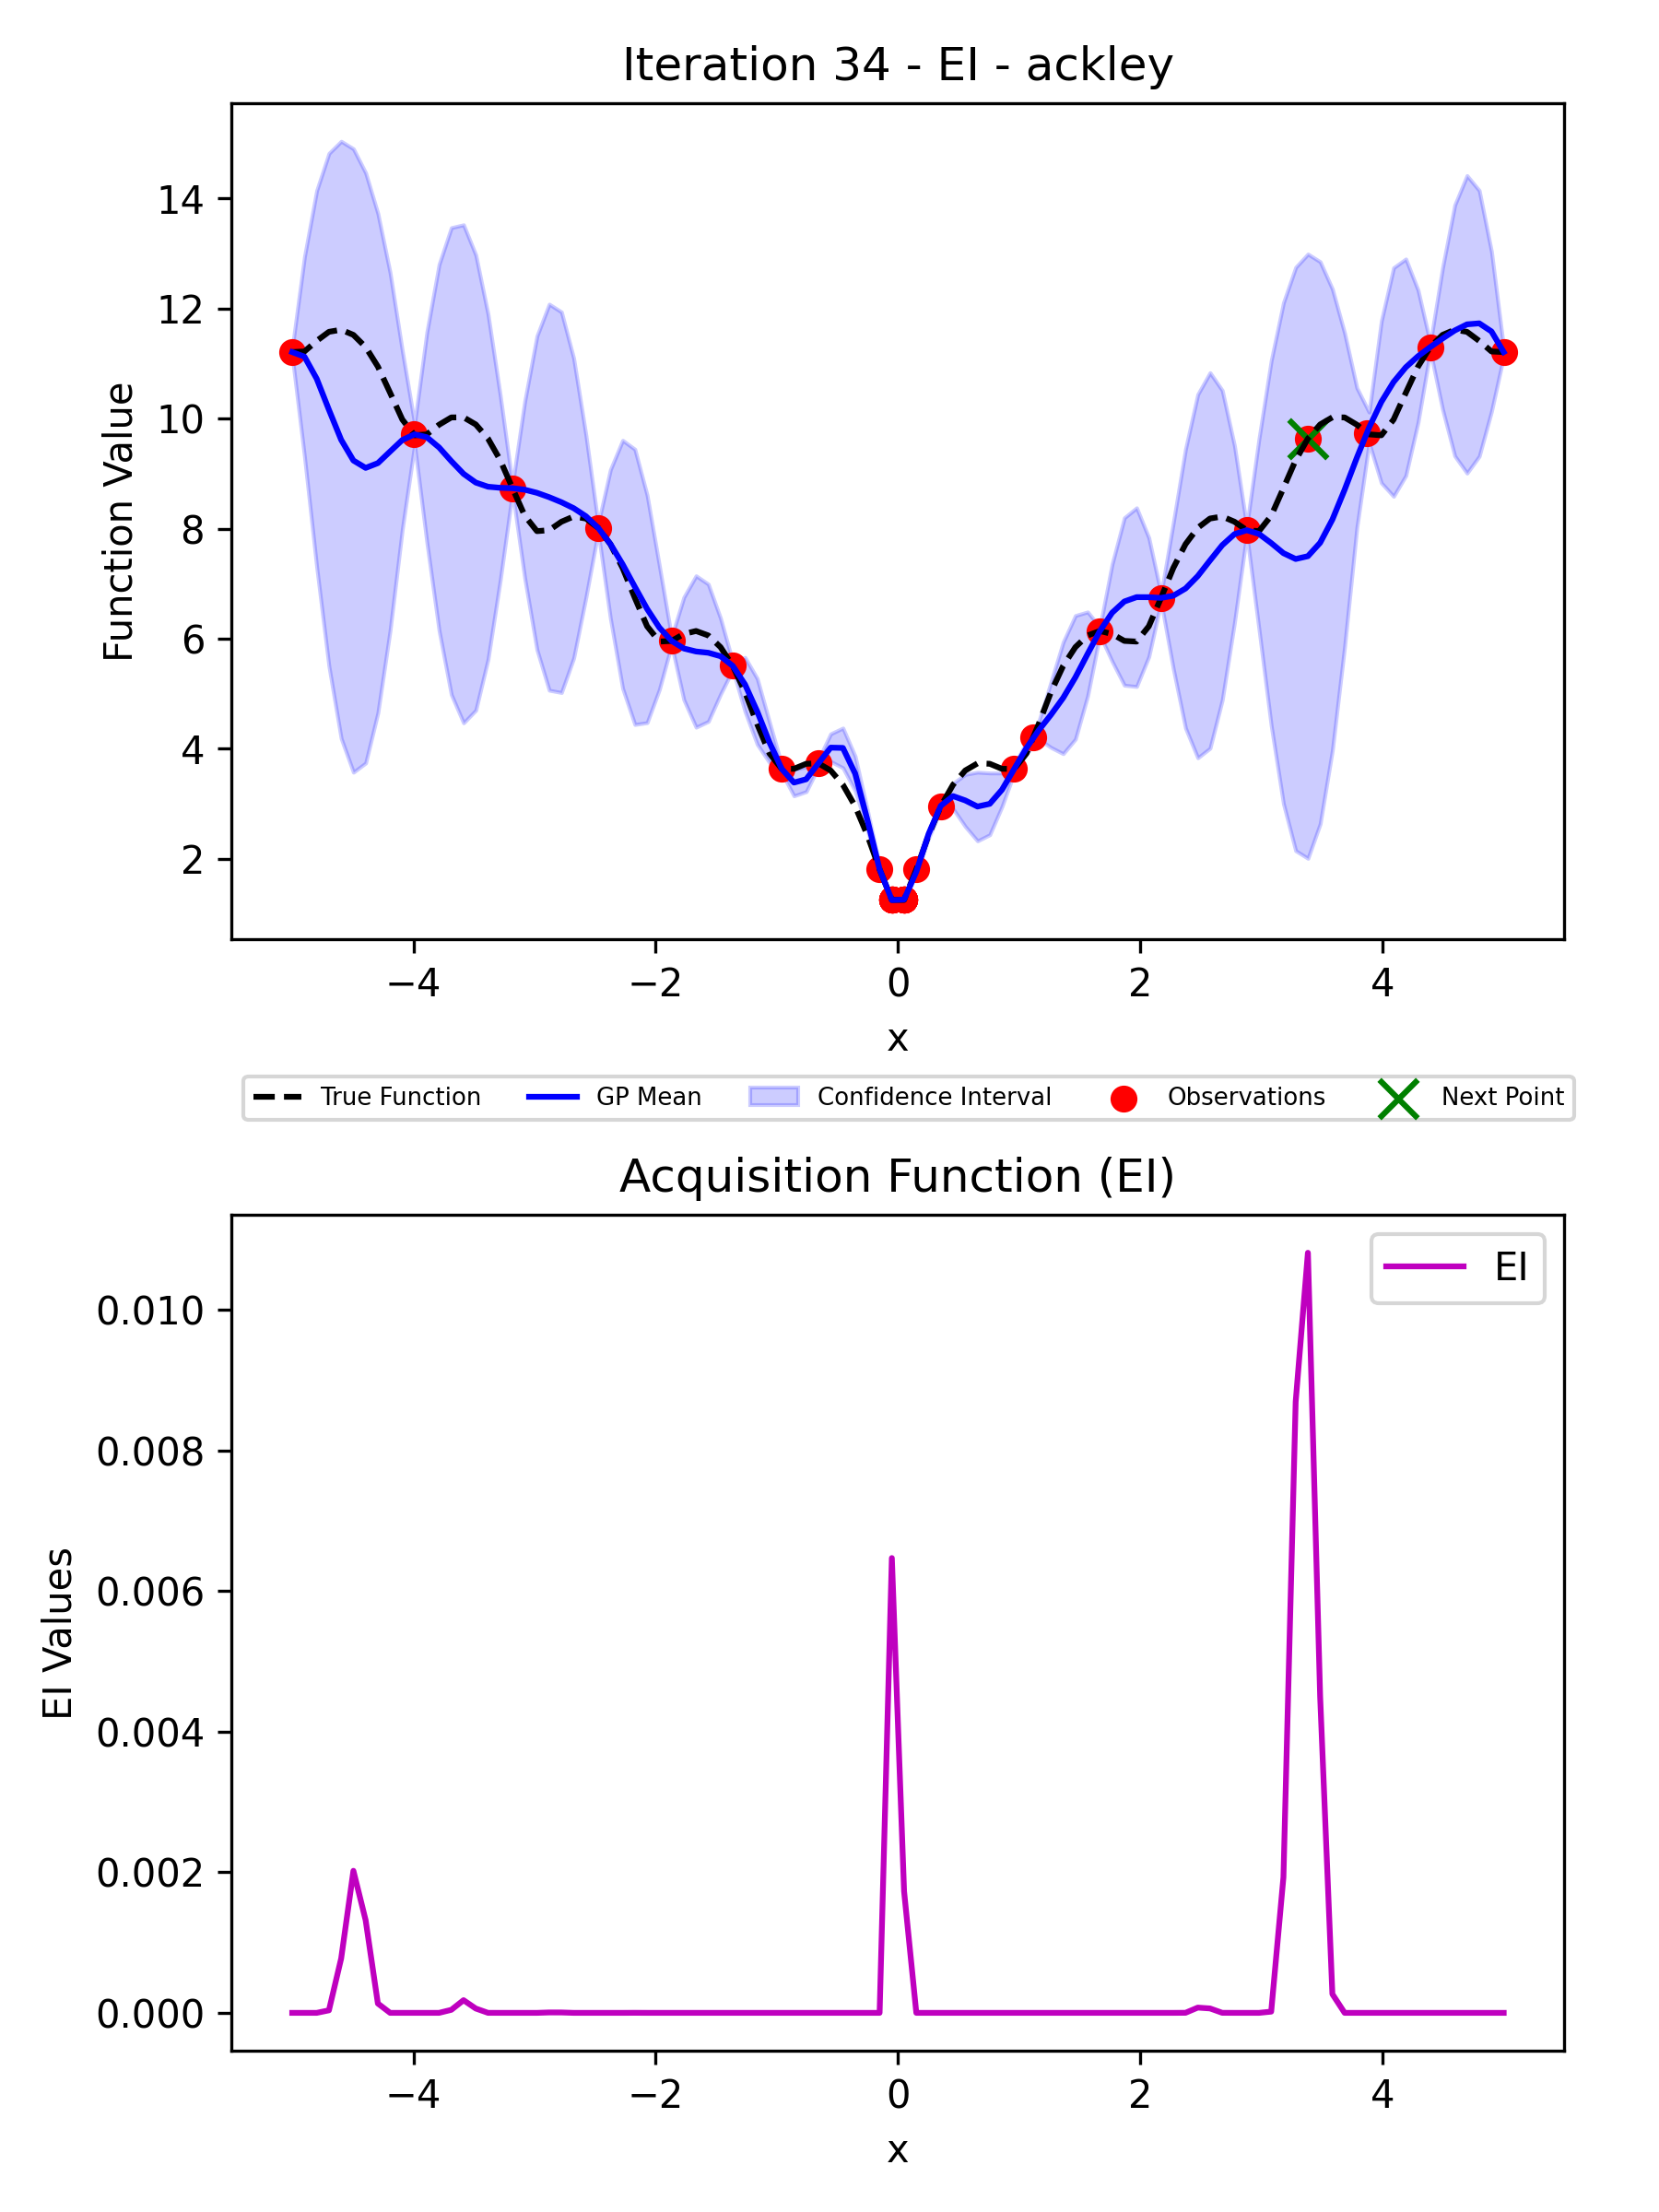 Iteration 34 - EI - ackley
14
12
10
8
6
4
2
Function Value
−4
−2
0
2
4
x
True Function
GP Mean
Confidence Interval
Observations
Next Point
Acquisition Function (EI)
EI
0.010
0.008
0.006
0.004
0.002
0.000
EI Values
−4
−2
0
2
4
x